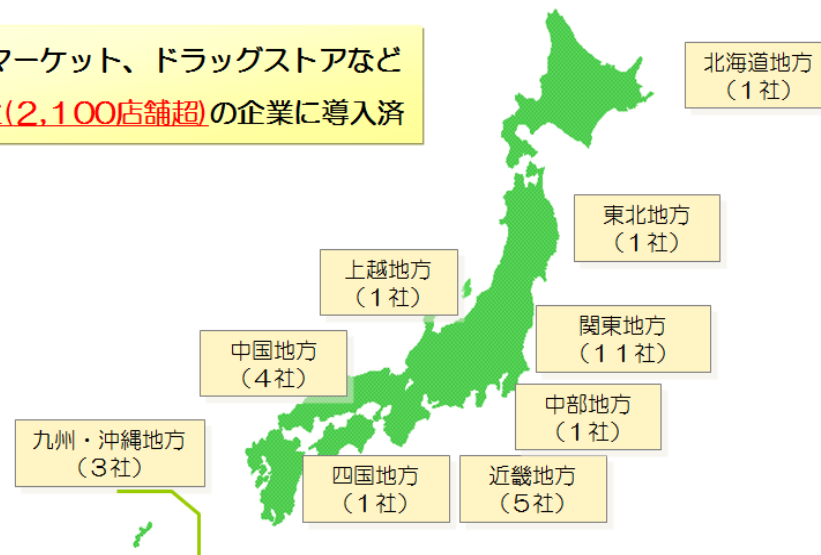 マーケット、ドラッグストアなど
(2,100店舗超)の企業に導入済
北海道地方
（１社）
東北地方
（１社）
上越地方
（１社）
関東地方
（１１社）
中国地方
（４社）
中部地方
（１社）
九州・沖縄地方
（３社）
四国地方
（１社）
近畿地方
（５社）